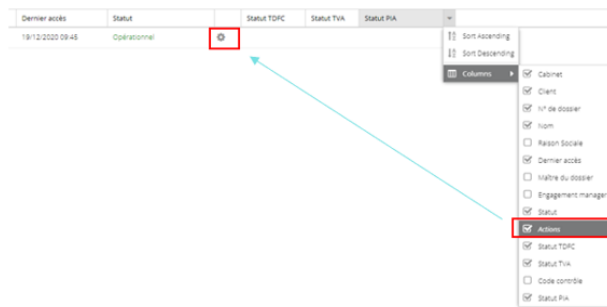 Dernier accès Statut Statut TDFC Statut TVA Statut PIA
19/12/2020 09:45 Opérationnel
Sort Ascending
Sort Descending
Columns
Cabinet
Client
N° de dossier
Nom
Raison Sociale
Dernier accès
Maître du dossier
Engagement manager
Statut
Actions
Statut TDFC
Statut TVA
Code contrôle
Statut PIA